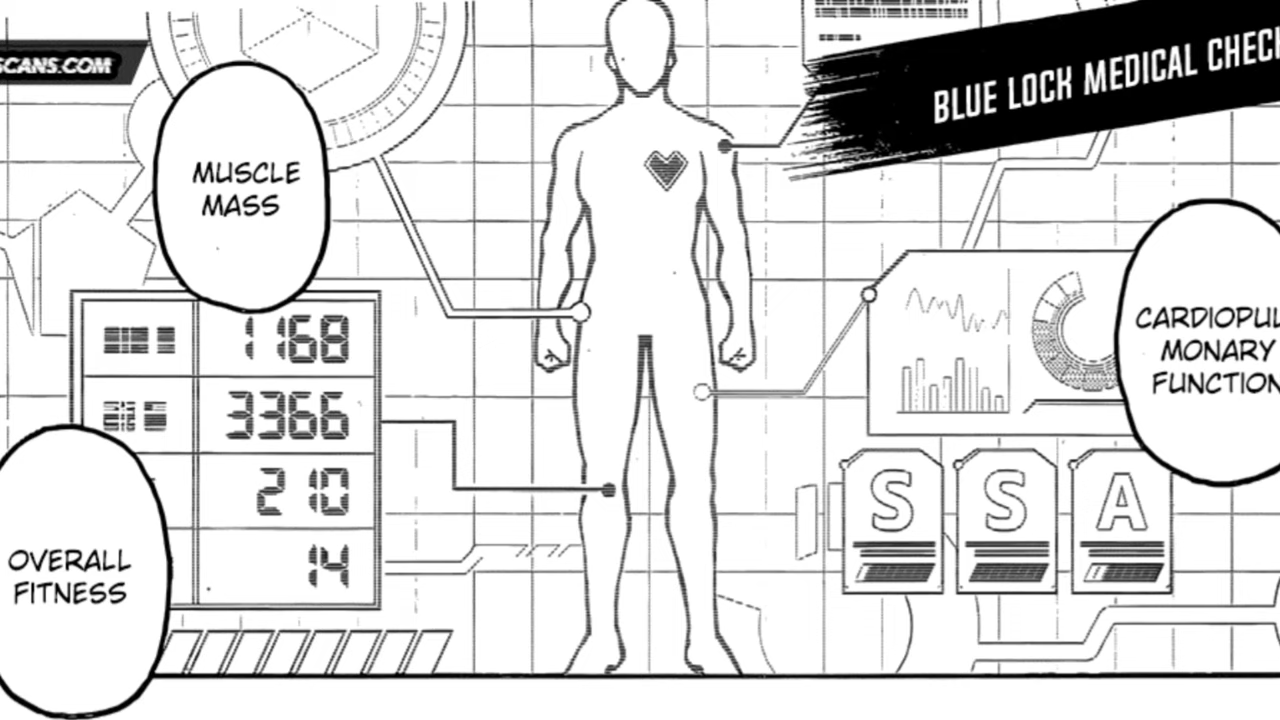 SCANS.COM
BLUE LOCK MEDICAL CHECK
MUSCLE
MASS
CARDIOPUL
MONARY
FUNCTION
1168
3366
210
14
S S A
OVERALL
FITNESS